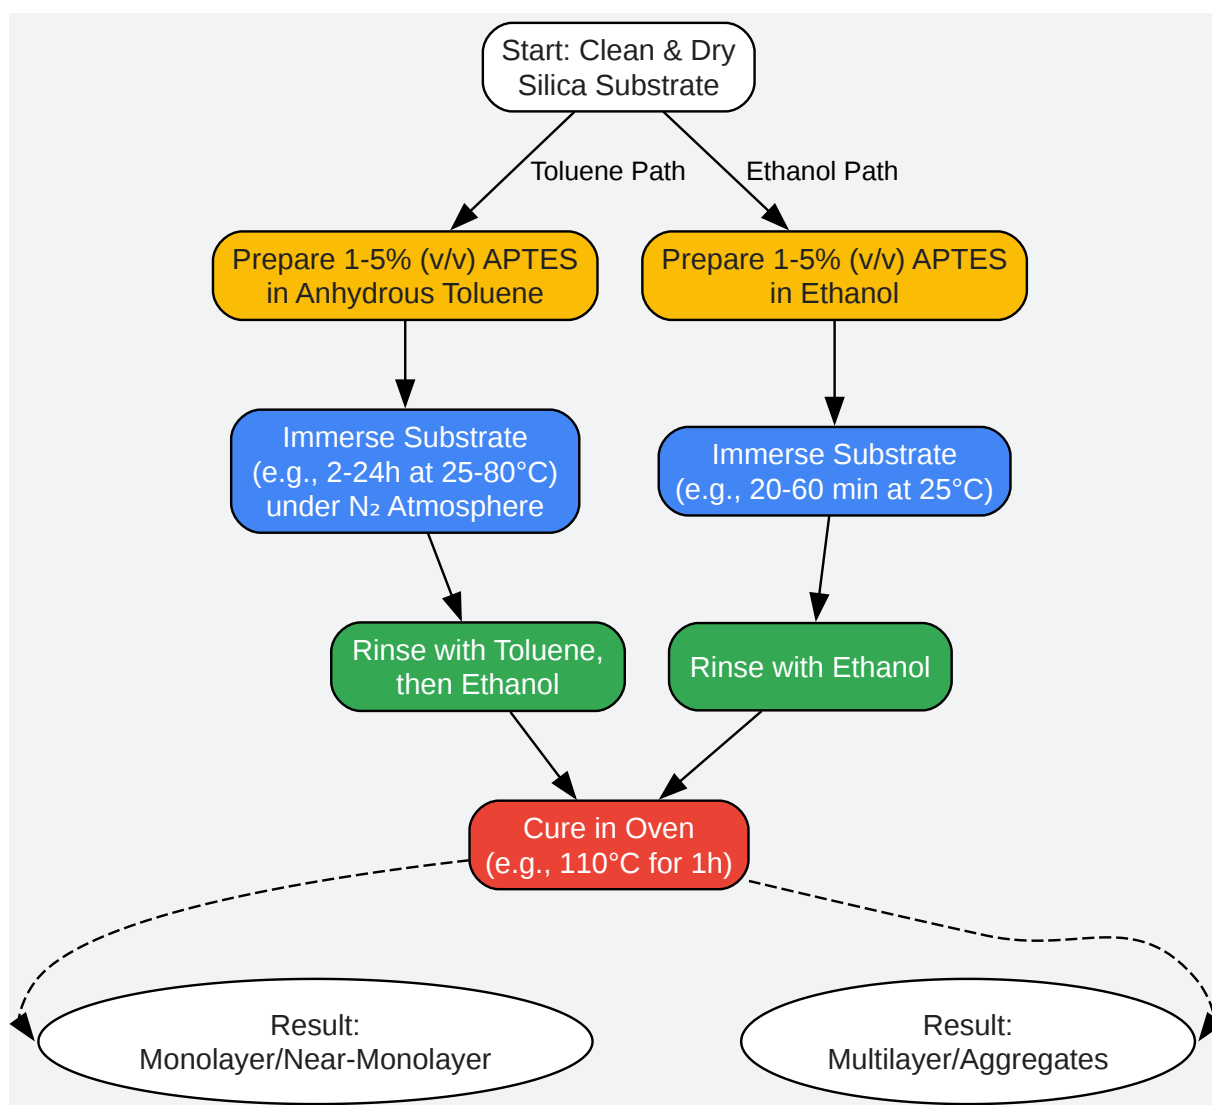 Start: Clean & Dry
Silica Substrate
Toluene Path
Ethanol Path
Prepare 1-5% (v/v) APTES
in Anhydrous Toluene
Prepare 1-5% (v/v) APTES
in Ethanol
Immerse Substrate
(e.g., 2-24h at 25-80°C)
under N₂ Atmosphere
Immerse Substrate
(e.g., 20-60 min at 25°C)
Rinse with Toluene,
then Ethanol
Rinse with Ethanol
Cure in Oven
(e.g., 110°C for 1h)
Result:
Monolayer/Near-Monolayer
Result:
Multilayer/Aggregates